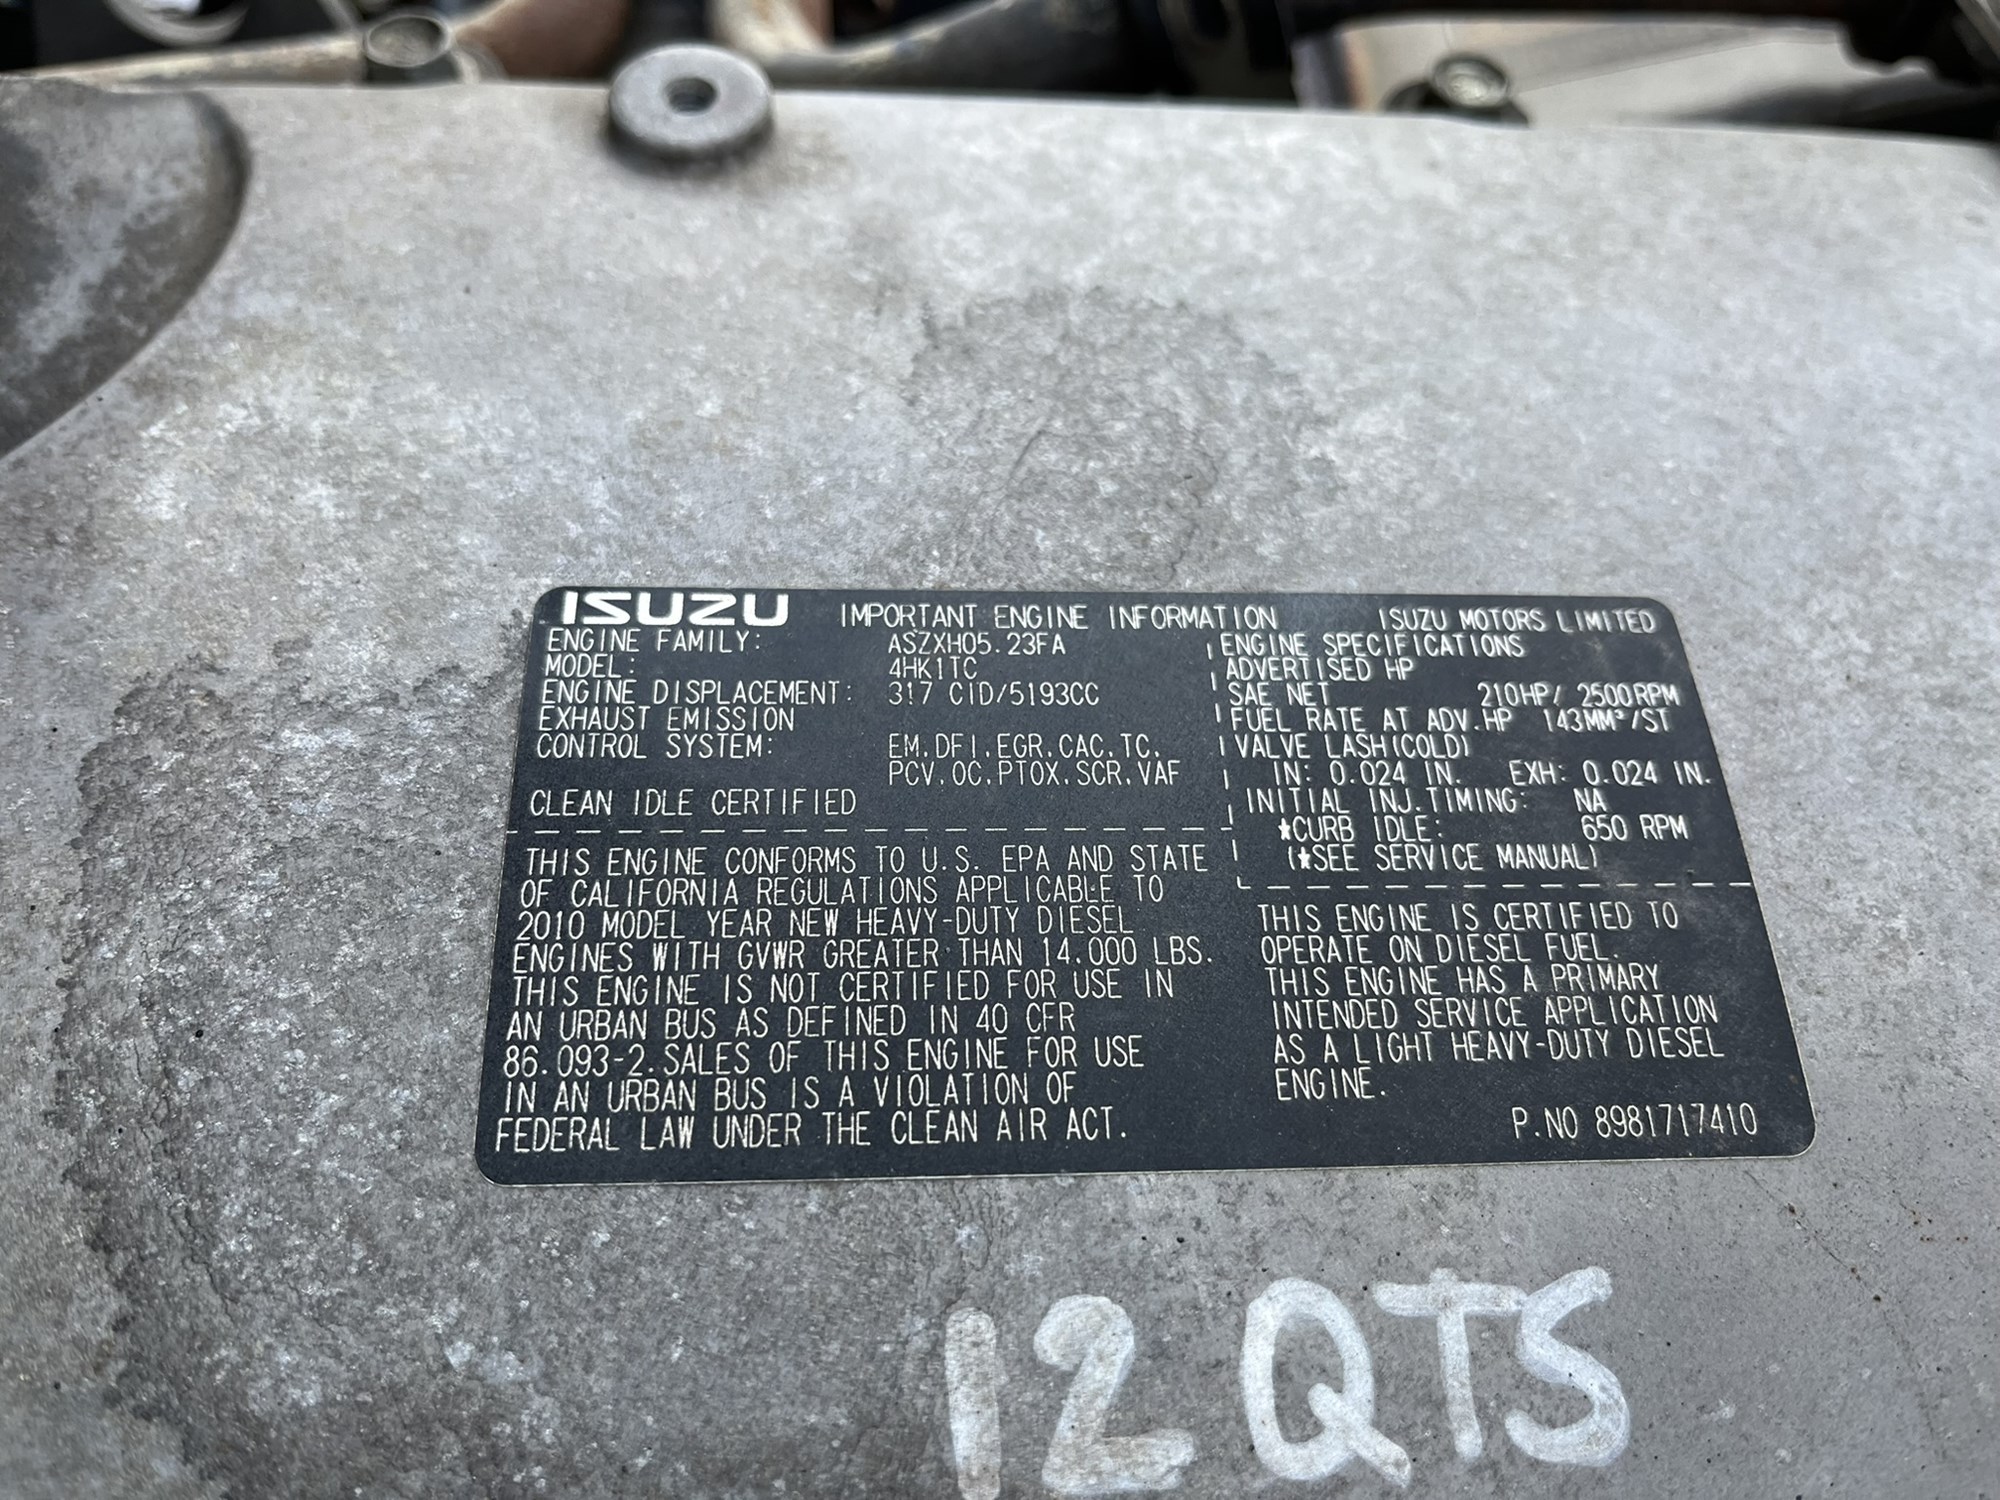 ISUZU IMPORTANT ENGINE INFORMATION ISUZU MOTORS LIMITED
ENGINE FAMILY: ASZXH05.23FA
MODEL: 4HK1TC
ENGINE DISPLACEMENT: 317 CID/5193CC
EXHAUST EMISSION
CONTROL SYSTEM: EM.DFI.EGR.CAC.TC.
PCV.OC.PTOX.SCR.VAF
CLEAN IDLE CERTIFIED
THIS ENGINE CONFORMS TO U.S. EPA AND STATE
OF CALIFORNIA REGULATIONS APPLICABLE TO
2010 MODEL YEAR NEW HEAVY-DUTY DIESEL
ENGINES WITH GVWR GREATER THAN 14.000 LBS.
THIS ENGINE IS NOT CERTIFIED FOR USE IN
AN URBAN BUS AS DEFINED IN 40 CFR
86.093-2.SALES OF THIS ENGINE FOR USE
IN AN URBAN BUS IS A VIOLATION OF
FEDERAL LAW UNDER THE CLEAN AIR ACT.
ENGINE SPECIFICATIONS
ADVERTISED HP
SAE NET 210HP/ 2500RPM
FUEL RATE AT ADV.HP 143MM³/ST
VALVE LASH(COLD)
IN: 0.024 IN. EXH: 0.024 IN.
INITIAL INJ.TIMING: NA
★CURB IDLE: 650 RPM
(★SEE SERVICE MANUAL)
THIS ENGINE IS CERTIFIED TO
OPERATE ON DIESEL FUEL.
THIS ENGINE HAS A PRIMARY
INTENDED SERVICE APPLICATION
AS A LIGHT HEAVY-DUTY DIESEL
ENGINE.
P.NO 8981717410
12 QTS